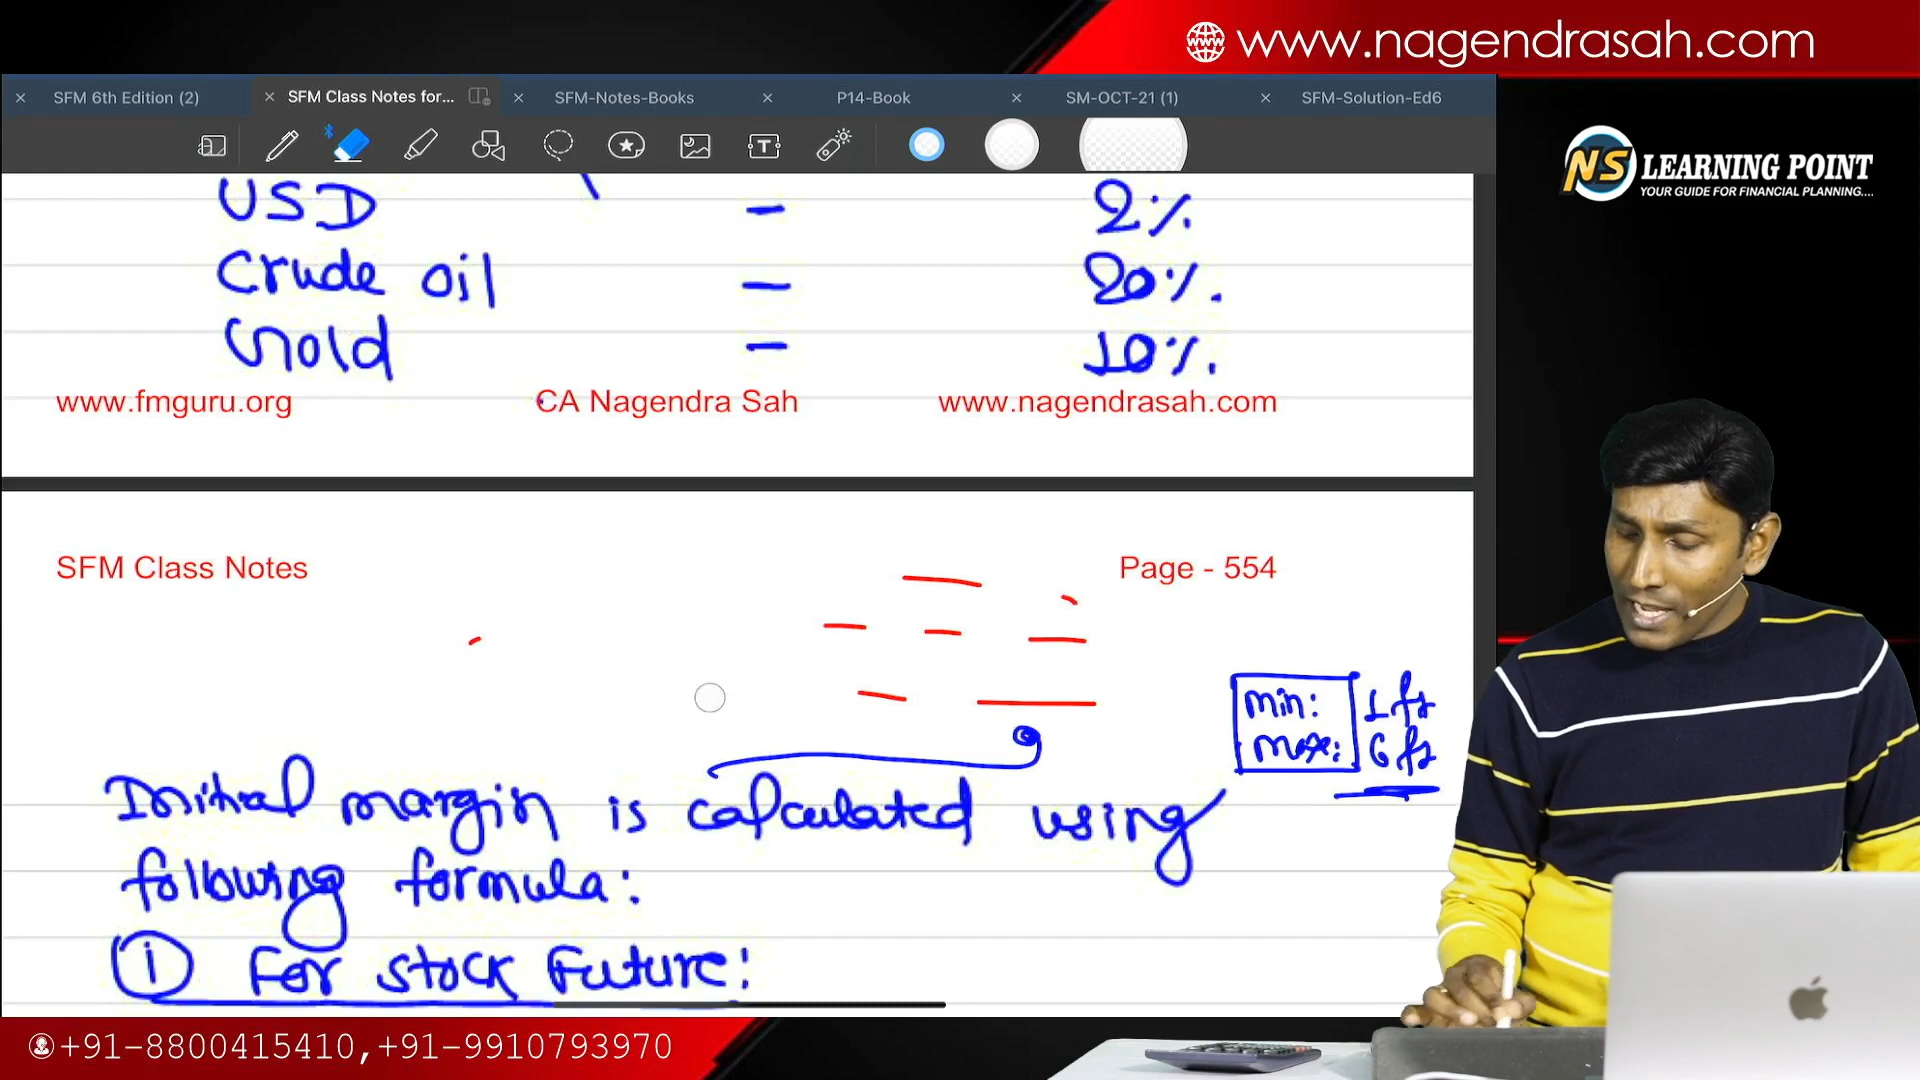 www.nagendrasah.com
SFM 6th Edition (2)
SFM Class Notes for...
SFM-Notes-Books
P14-Book
SM-OCT-21 (1)
SFM-Solution-Ed6
NS LEARNING POINT
YOUR GUIDE FOR FINANCIAL PLANNING....
USD - 2%
Crude oil - 20%.
Gold - 10%.
www.fmguru.org CA Nagendra Sah www.nagendrasah.com
SFM Class Notes Page - 554
min: 1
max: 6
Initial margin is calculated using
following formula:
i For stock Future:
+91-8800415410,+91-9910793970